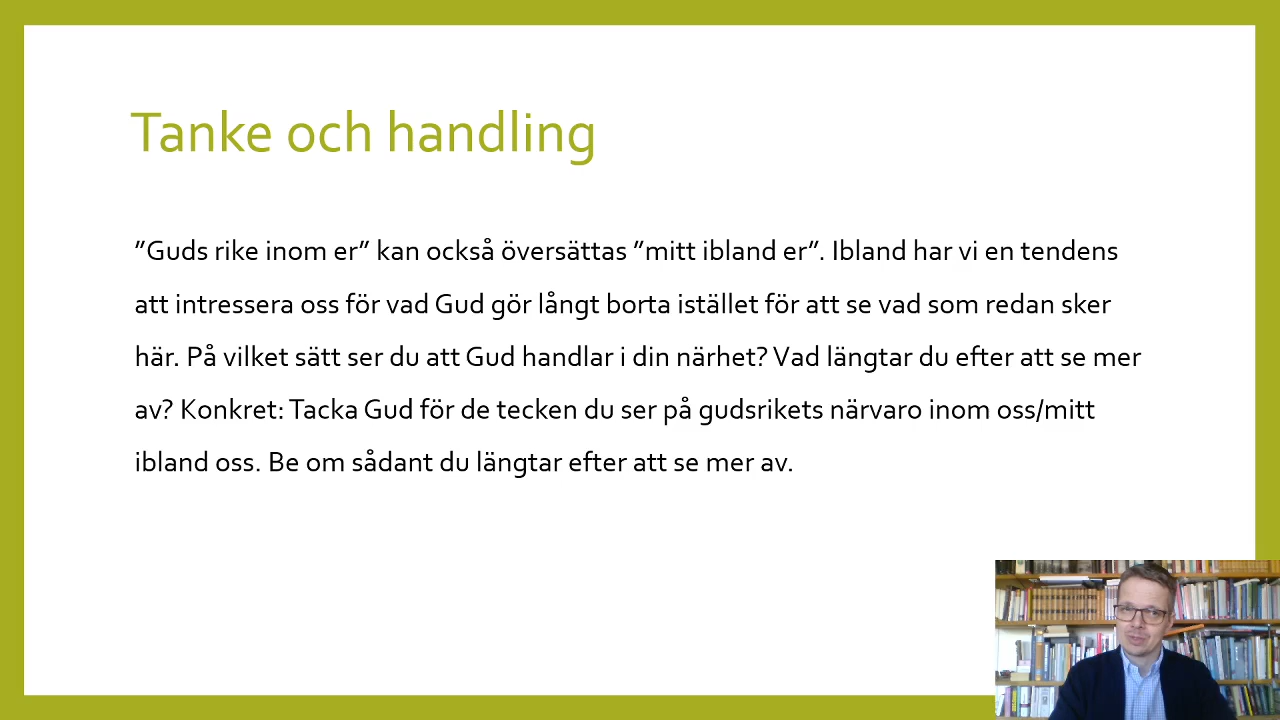 Tanke och handling
”Guds rike inom er” kan också översättas ”mitt ibland er”. Ibland har vi en tendens
att intressera oss för vad Gud gör långt borta istället för att se vad som redan sker
här. På vilket sätt ser du att Gud handlar i din närhet? Vad längtar du efter att se mer
av? Konkret: Tacka Gud för de tecken du ser på gudsrikets närvaro inom oss/mitt
ibland oss. Be om sådant du längtar efter att se mer av.